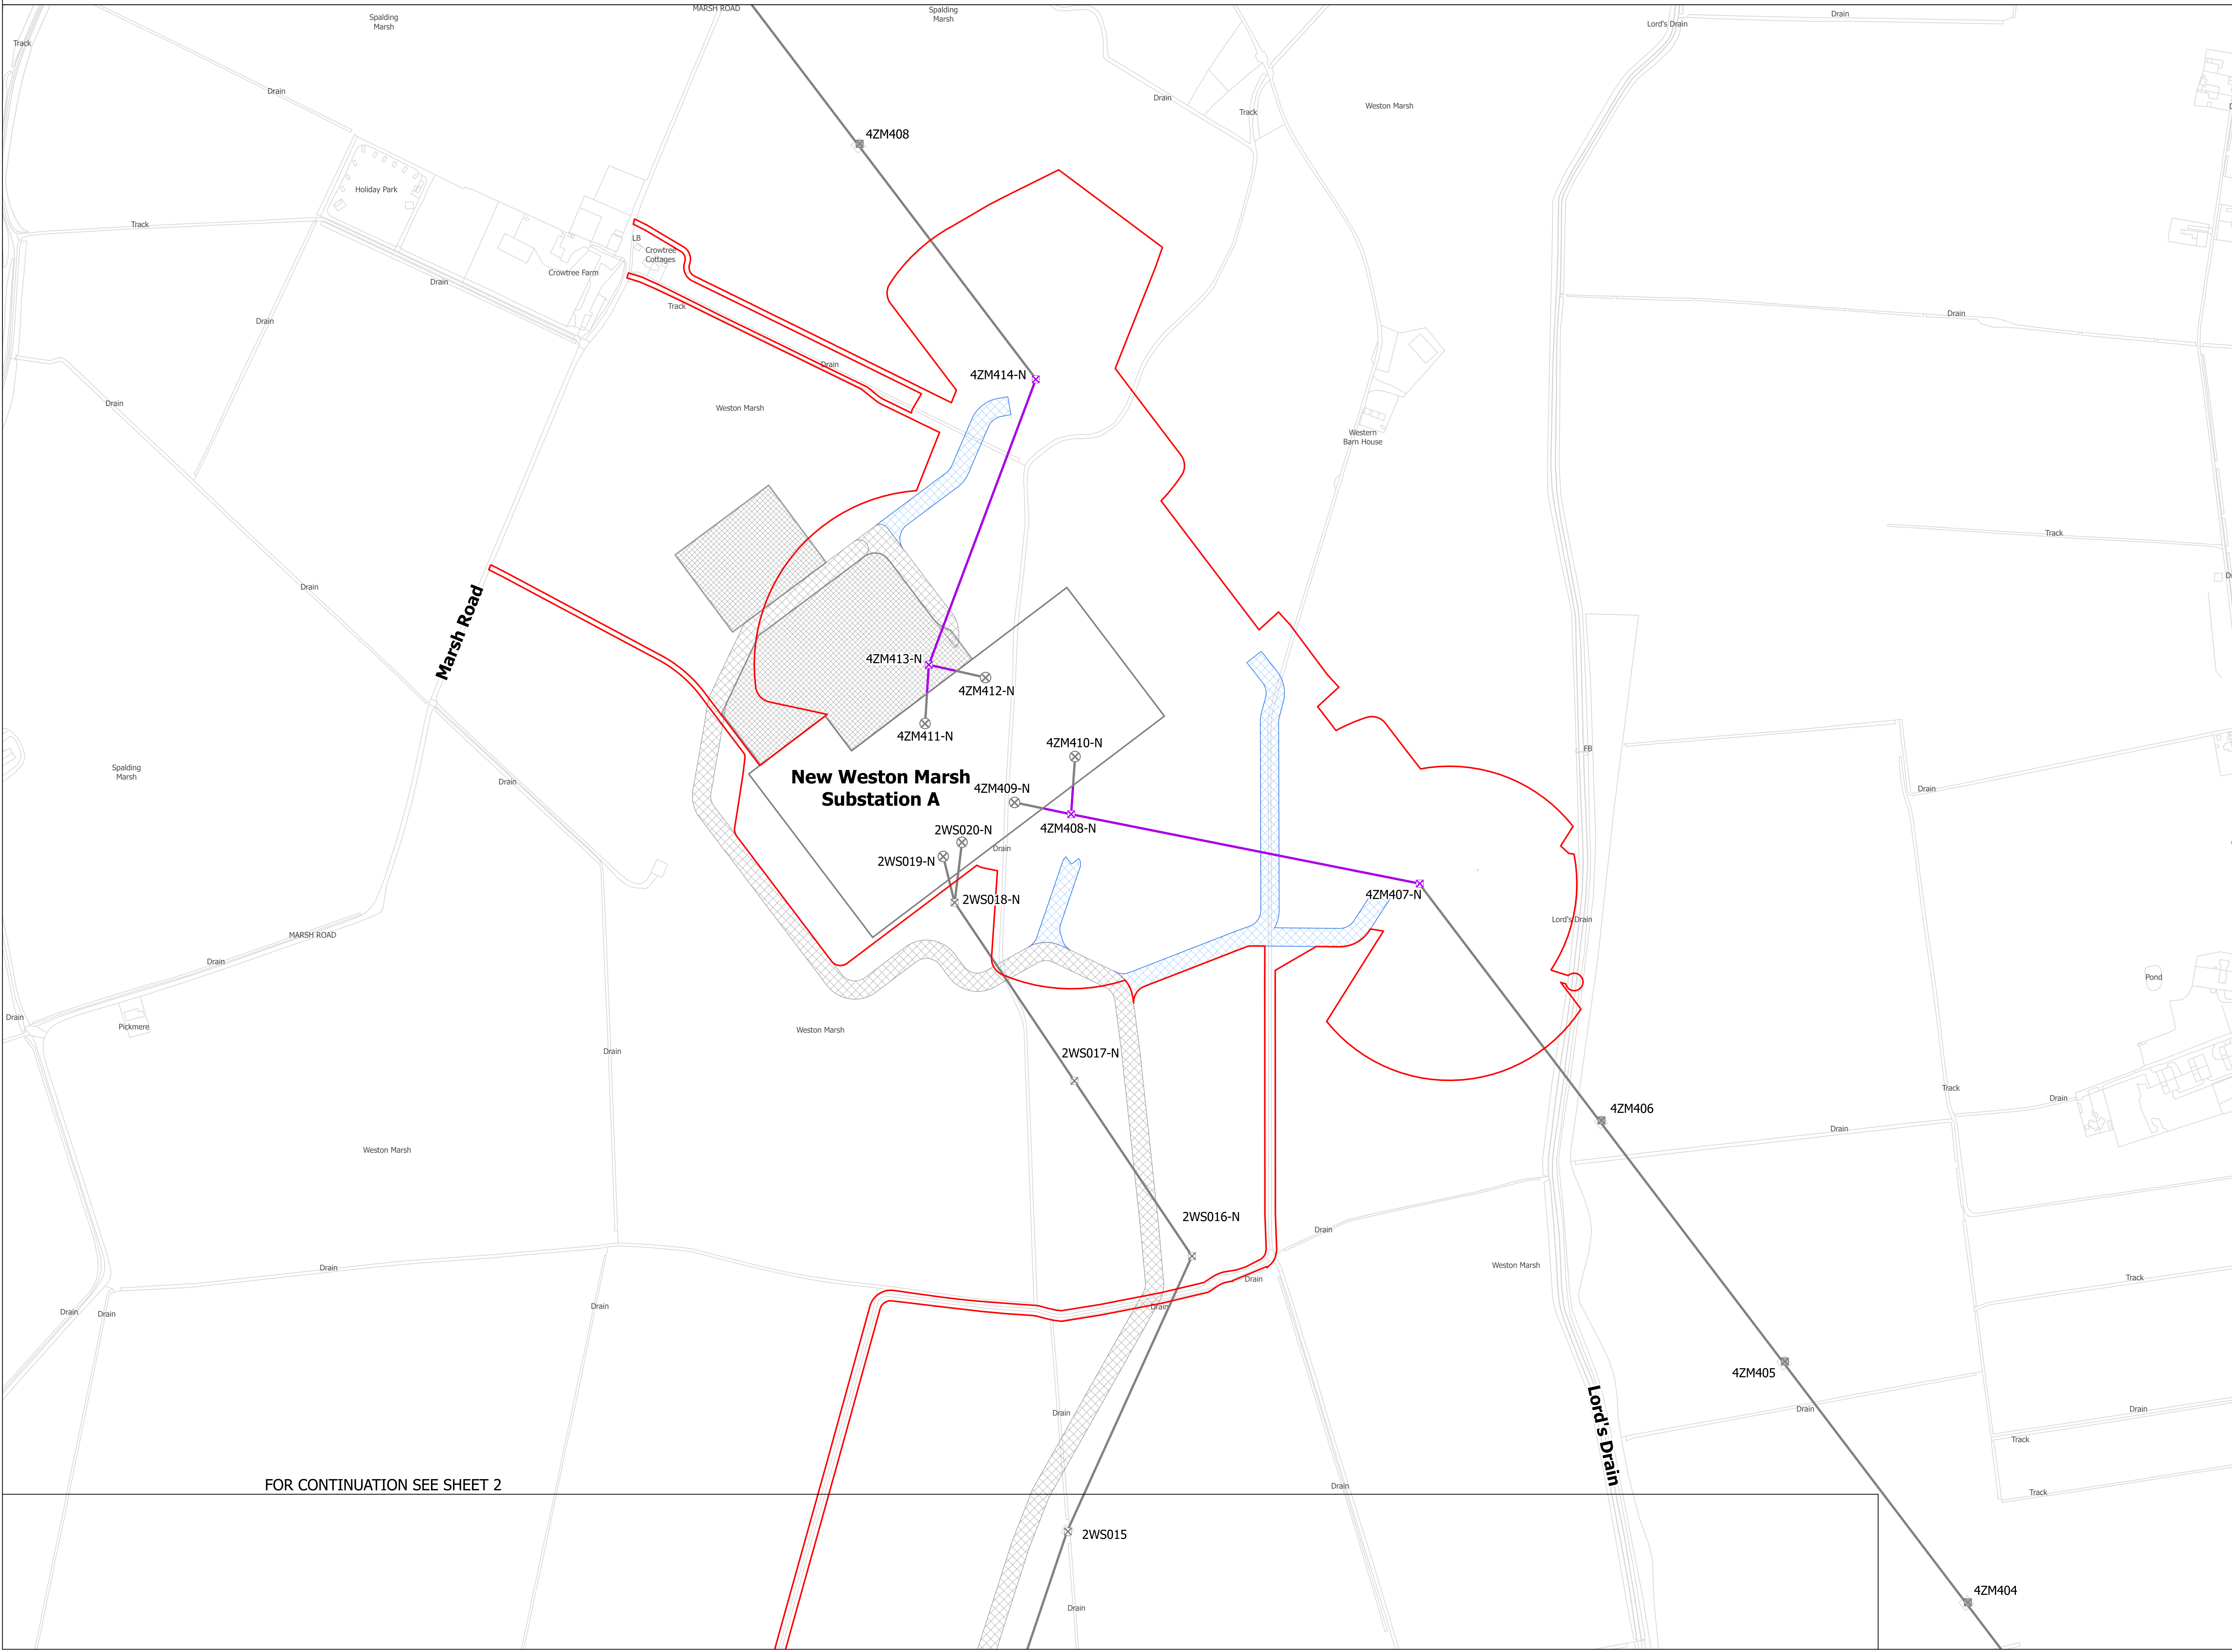 MARSH ROAD
Spalding
Marsh
Spalding
Marsh
Lord's Drain
Drain
Track
Drain
Drain
Track
Weston Marsh
4ZM408
Holiday Park
Track
LB
Crowtree
Cottages
Crowtree Farm
Drain
Track
Drain
Drain
Drain
4ZM414-N
Drain
Weston Marsh
Western
Barn House
Track
Drain
Marsh Road
4ZM413-N
4ZM412-N
4ZM411-N
4ZM410-N
FB
Spalding
Marsh
Drain
New Weston Marsh
Substation A
4ZM409-N
Drain
4ZM408-N
2WS020-N
Drain
2WS019-N
2WS018-N
4ZM407-N
Lord's Drain
MARSH ROAD
Drain
Pond
Drain
Pickmere
Weston Marsh
Drain
2WS017-N
Track
Drain
4ZM406
Drain
Weston Marsh
2WS016-N
Drain
Weston Marsh
Drain
Drain
Track
Drain
Drain
Drain
Drain
4ZM405
Drain
Drain
Drain
Lord's Drain
Track
FOR CONTINUATION SEE SHEET 2
Drain
Track
2WS015
4ZM404
Drain